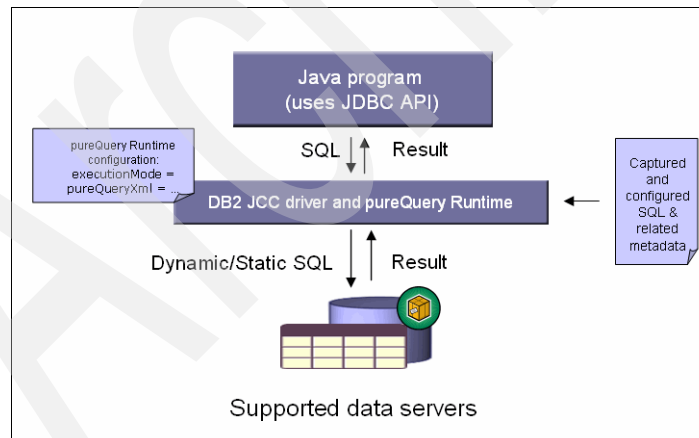 Java program
(uses JDBC API)
SQL
Result
pureQuery Runtime
configuration:
executionMode =
pureQueryXml = ...
DB2 JCC driver and pureQuery Runtime
Captured
and
configured
SQL &
related
metadata
Dynamic/Static SQL
Result
Supported data servers